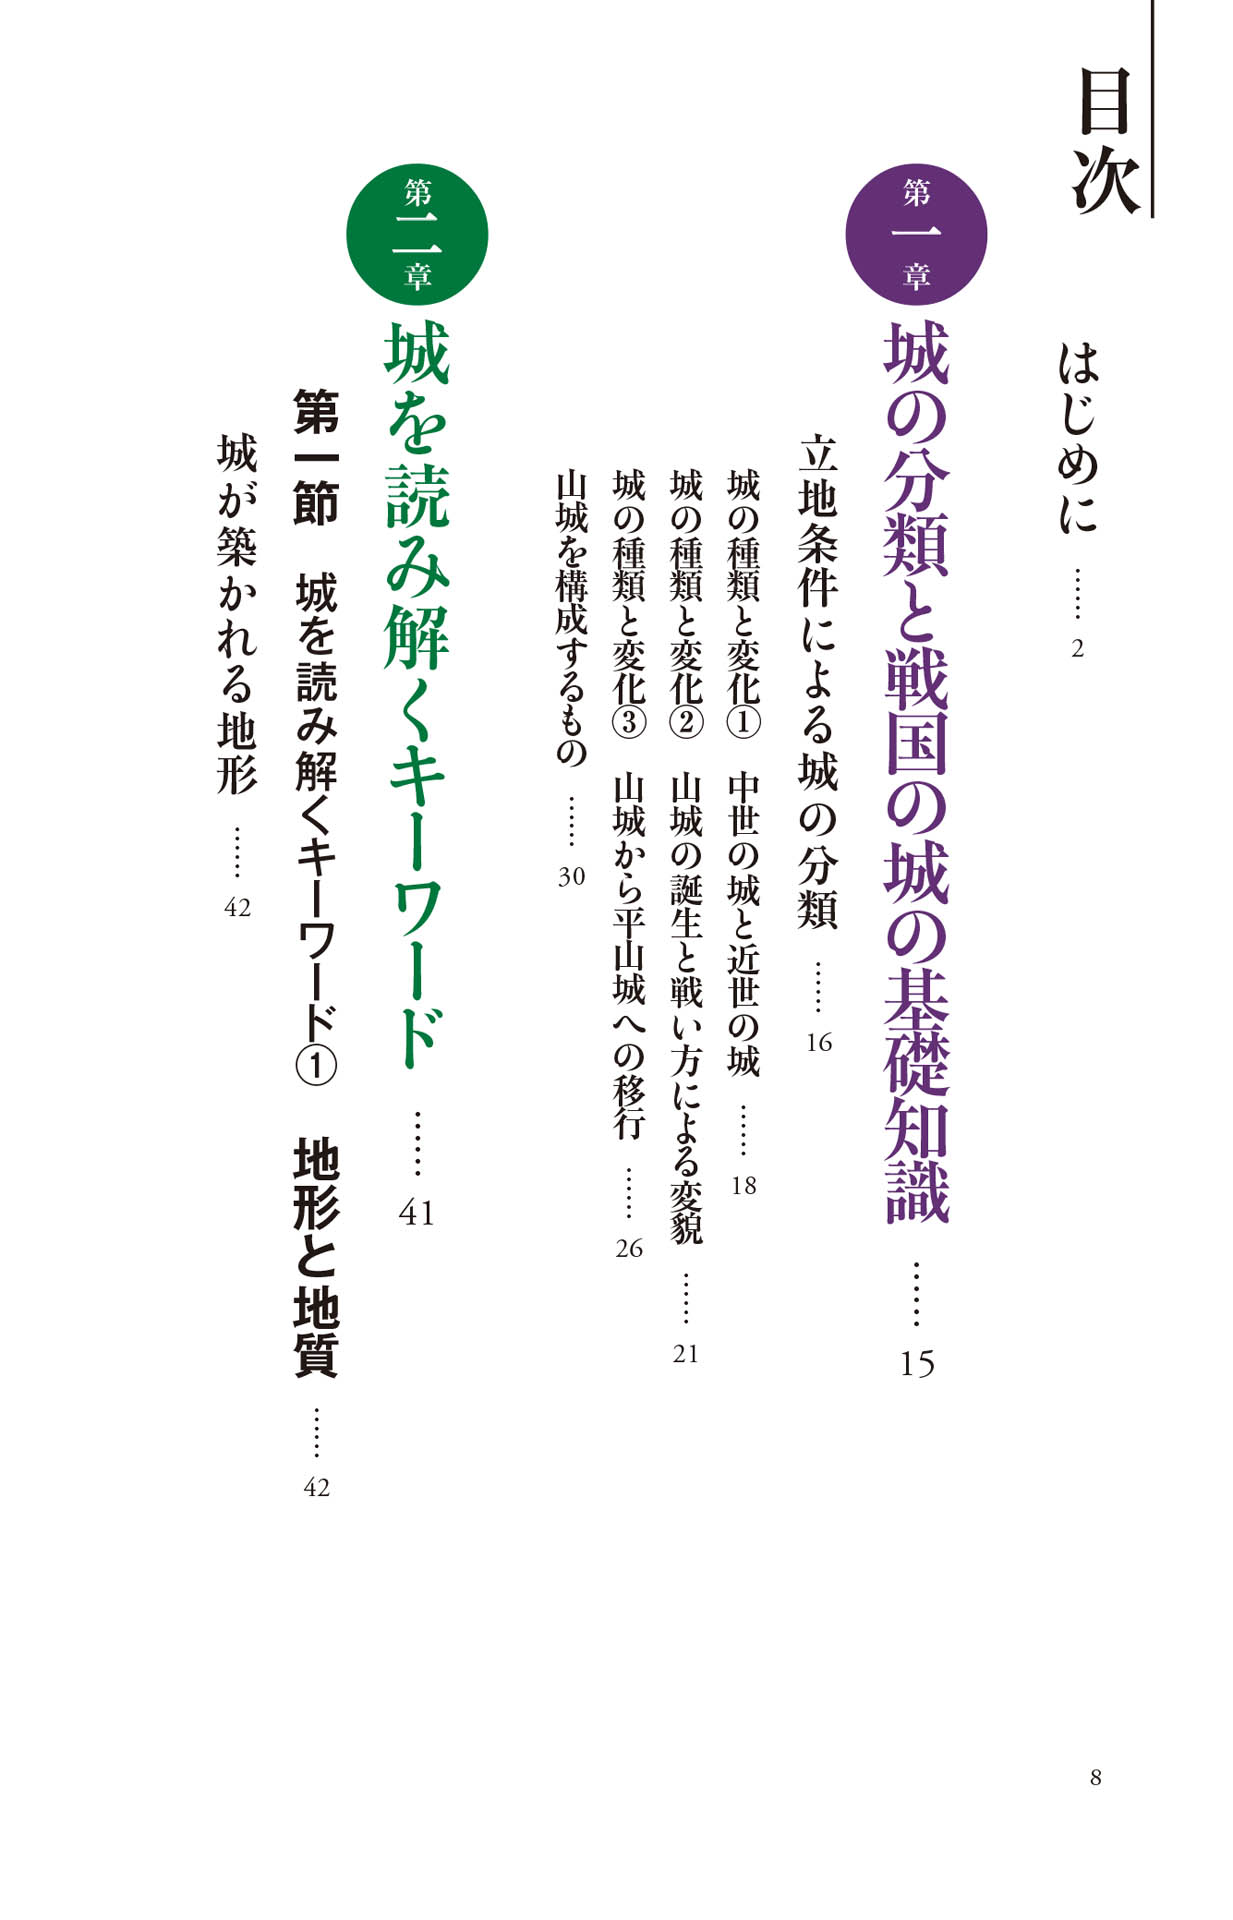 目次
はじめに …… 2
第一章 城の分類と戦国の城の基礎知識 …… 15
立地条件による城の分類 …… 16
城の種類と変化① 中世の城と近世の城 …… 18
城の種類と変化② 山城の誕生と戦い方による変貌 …… 21
城の種類と変化③ 山城から平山城への移行 …… 26
山城を構成するもの …… 30
第二章 城を読み解くキーワード …… 41
第一節 城を読み解くキーワード① 地形と地質 …… 42
城が築かれる地形 …… 42
8